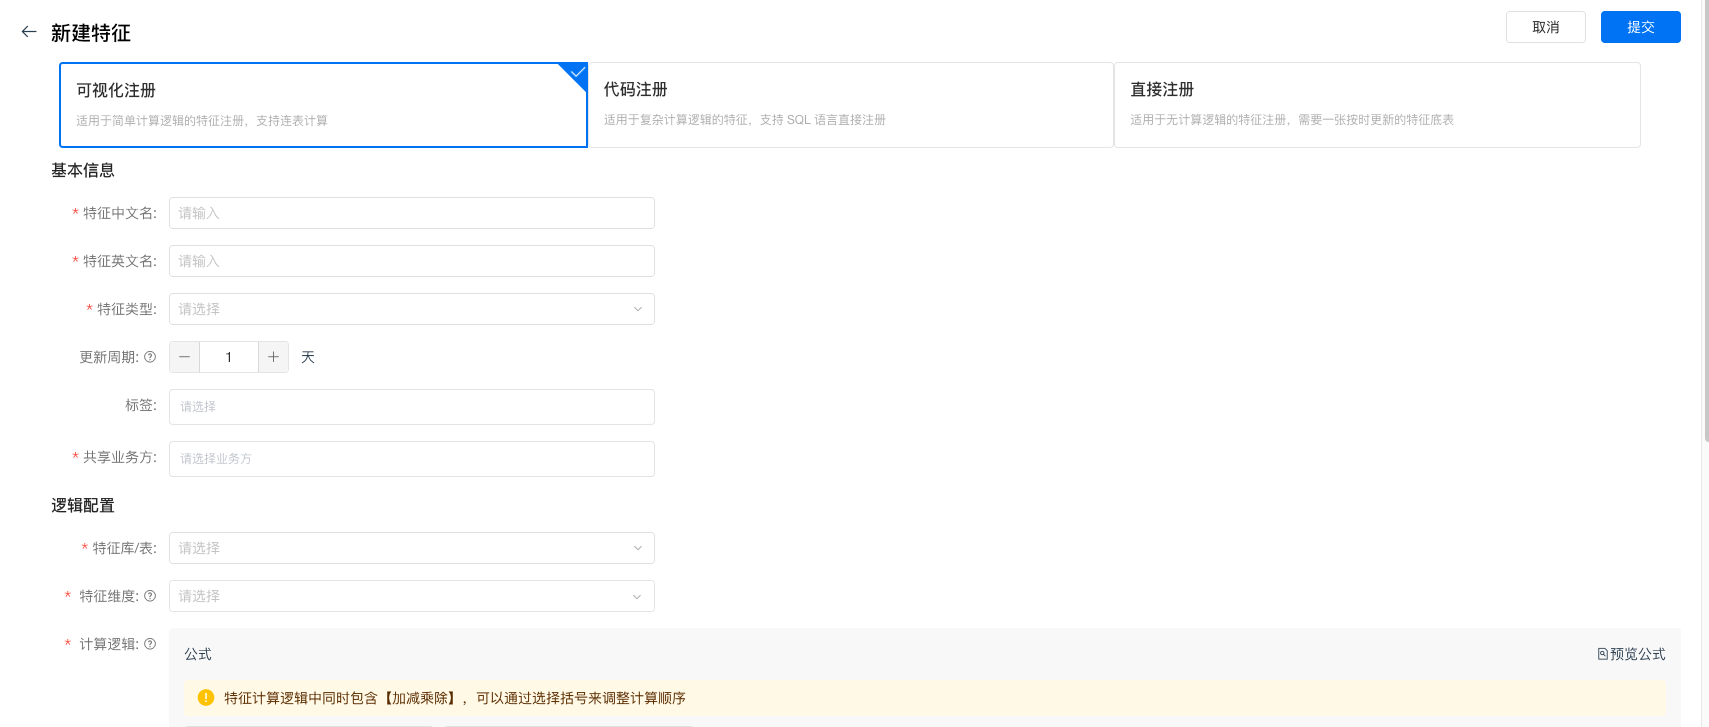 新建特征
取消
提交
可视化注册
适用于简单计算逻辑的特征注册，支持连表计算
代码注册
适用于复杂计算逻辑的特征，支持 SQL 语言直接注册
直接注册
适用于无计算逻辑的特征注册，需要一张按时更新的特征底表
基本信息
* 特征中文名: 请输入
* 特征英文名: 请输入
* 特征类型: 请选择
更新周期: 1 天
标签: 请选择
* 共享业务方: 请选择业务方
逻辑配置
* 特征库/表: 请选择
* 特征维度: 请选择
* 计算逻辑:
公式
预览公式
特征计算逻辑中同时包含【加减乘除】，可以通过选择括号来调整计算顺序